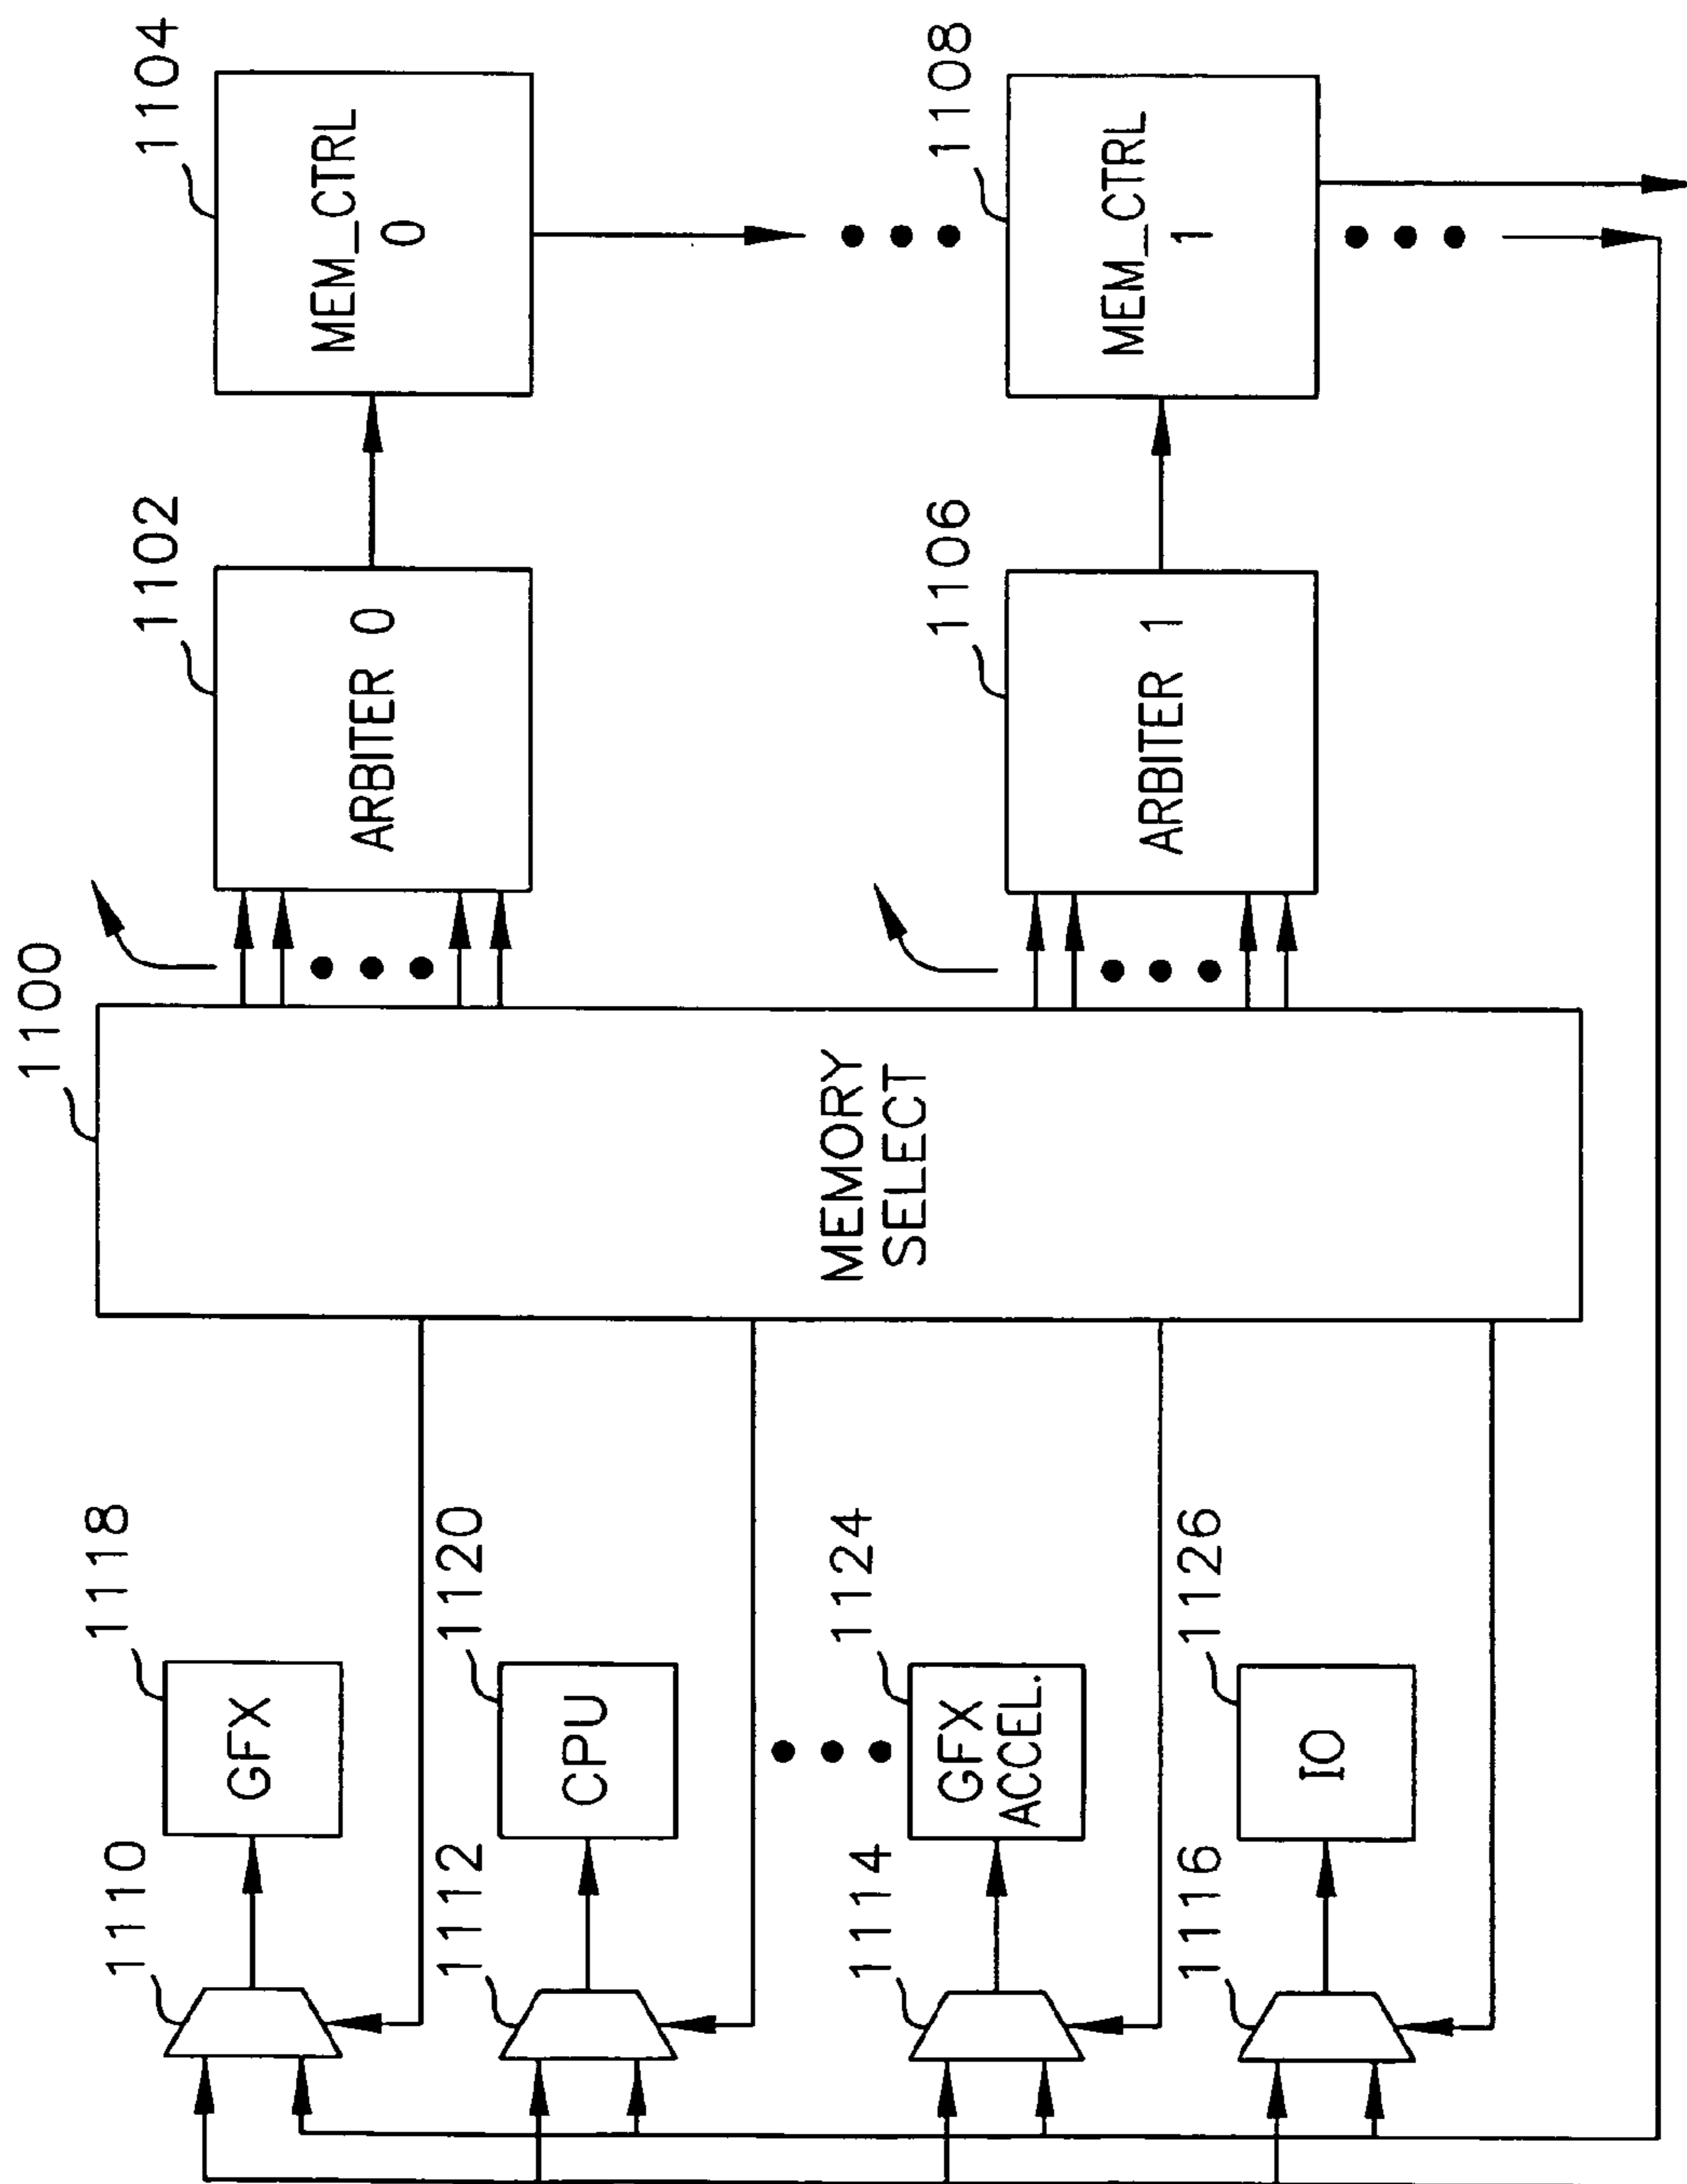 1104
MEM_CTRL
0
1108
MEM_CTRL
1
1102
ARBITER 0
1106
ARBITER 1
1100
MEMORY
SELECT
1118
GFX
1120
CPU
1124
GFX
ACCEL.
1126
IO
1110
1112
1114
1116